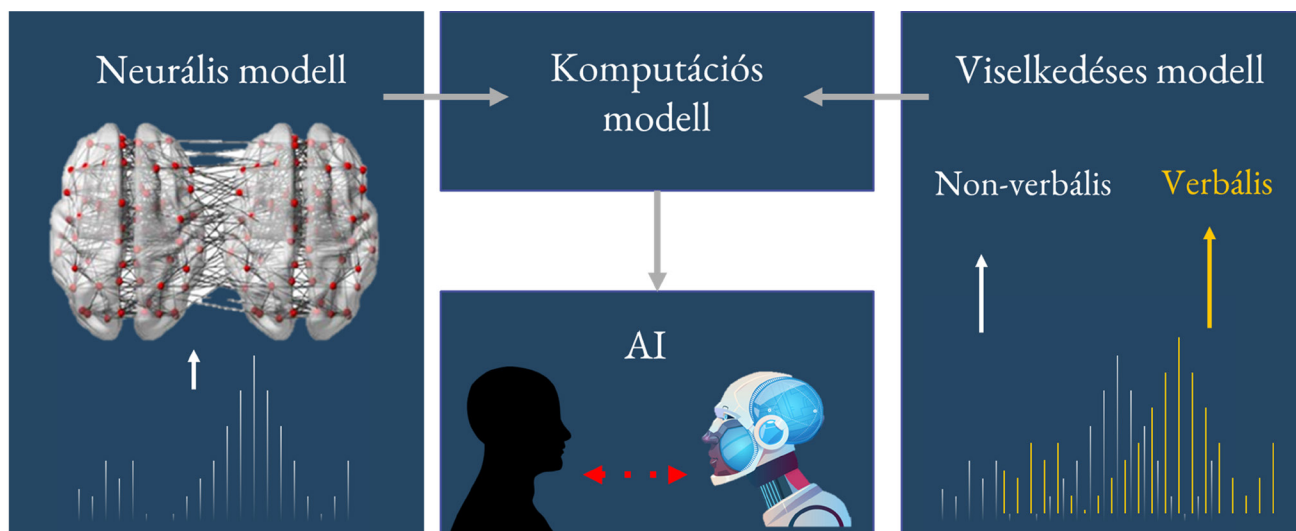 Neurális modell
Komputációs
modell
AI
Viselkedéses modell
Non-verbális
Verbális